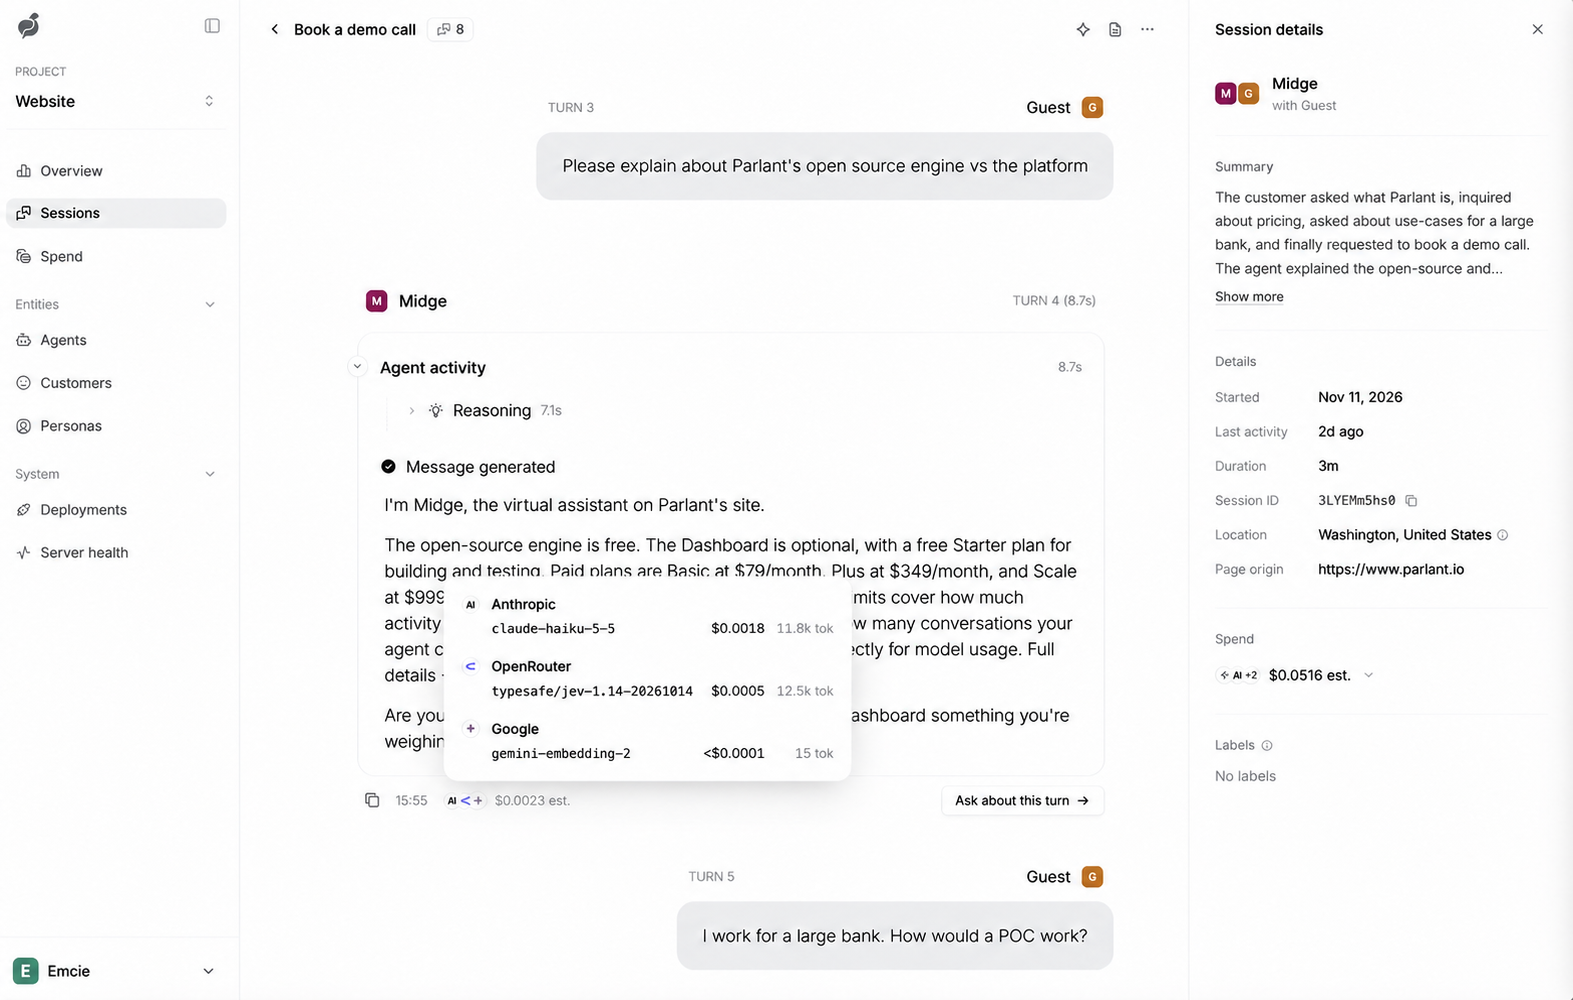 PROJECT
Website
Overview
Sessions
Spend
Entities
Agents
Customers
Personas
System
Deployments
Server health
E Emcie
Book a demo call 8
TURN 3 Guest G
Please explain about Parlant's open source engine vs the platform
M Midge TURN 4 (8.7s)
Agent activity 8.7s
Reasoning 7.1s
Message generated
I'm Midge, the virtual assistant on Parlant's site.
The open-source engine is free. The Dashboard is optional, with a free Starter plan for
building and testing. Paid plans are Basic at $79/month, Plus at $349/month, and Scale
at $999 mits cover how much
activity w many conversations your
agent c ctly for model usage. Full
details
Are you ashboard something you're
weighin
AI Anthropic
claude-haiku-5-5 $0.0018 11.8k tok
OpenRouter
typesafe/jev-1.14-20261014 $0.0005 12.5k tok
Google
gemini-embedding-2 <$0.0001 15 tok
15:55 AI $0.0023 est. Ask about this turn →
TURN 5 Guest G
I work for a large bank. How would a POC work?
Session details
M G Midge
with Guest
Summary
The customer asked what Parlant is, inquired
about pricing, asked about use-cases for a large
bank, and finally requested to book a demo call.
The agent explained the open-source and...
Show more
Details
Started Nov 11, 2026
Last activity 2d ago
Duration 3m
Session ID 3LYEMm5hs0
Location Washington, United States
Page origin https://www.parlant.io
Spend
AI +2 $0.0516 est.
Labels
No labels